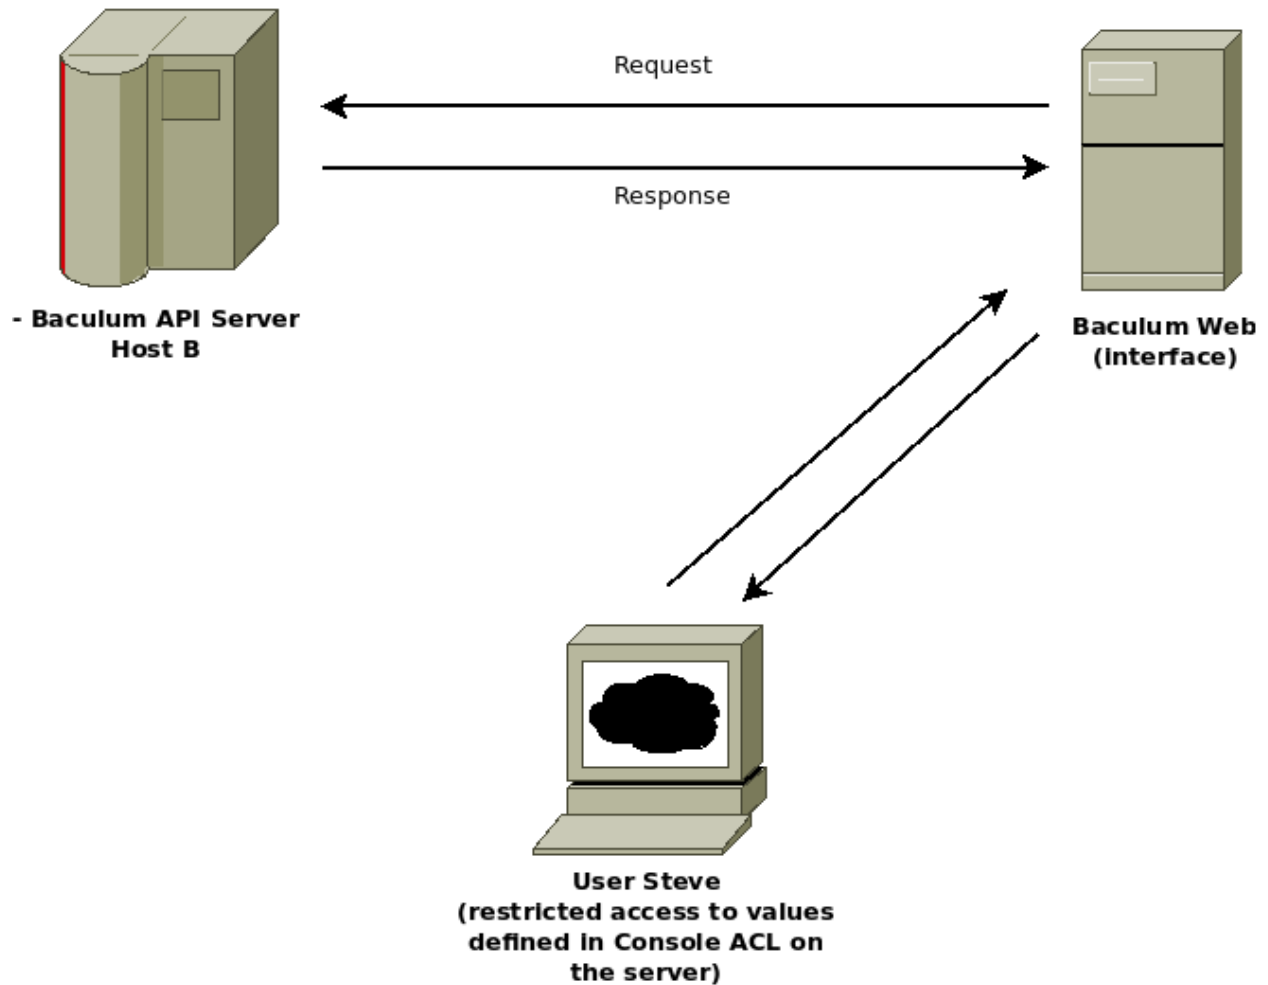 Request
Response
- Baculum API Server
Host B
Baculum Web
(interface)
User Steve
(restricted access to values
defined in Console ACL on
the server)